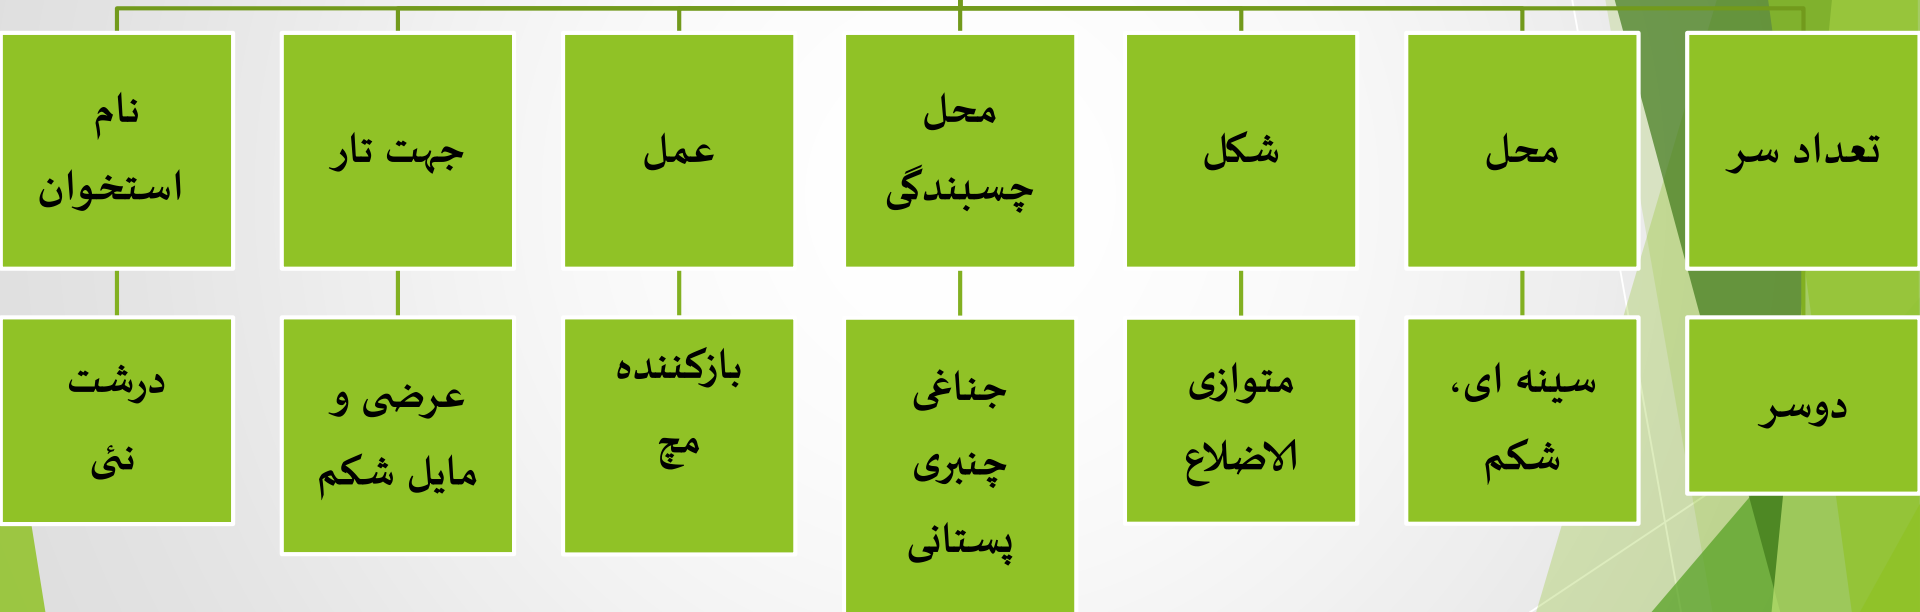 تعداد سر
محل
شکل
محل
چسبندگی
عمل
جهت تار
نام
استخوان
دوسر
سینه ای،
شکم
متوازی
الاضلاع
جناغی
چنبری
پستانی
بازکننده
مچ
عرضی و
مایل شکم
درشت
نئی